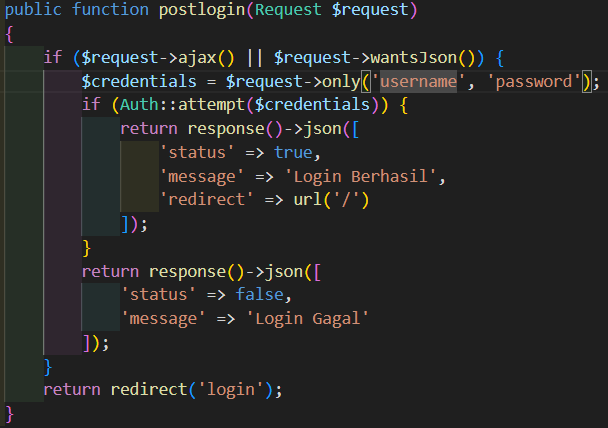 public function postlogin(Request $request)
{
    if ($request->ajax() || $request->wantsJson()) {
        $credentials = $request->only('username', 'password');
        if (Auth::attempt($credentials)) {
            return response()->json([
                'status' => true,
                'message' => 'Login Berhasil',
                'redirect' => url('/')
            ]);
        }
        return response()->json([
            'status' => false,
            'message' => 'Login Gagal'
        ]);
    }
    return redirect('login');
}